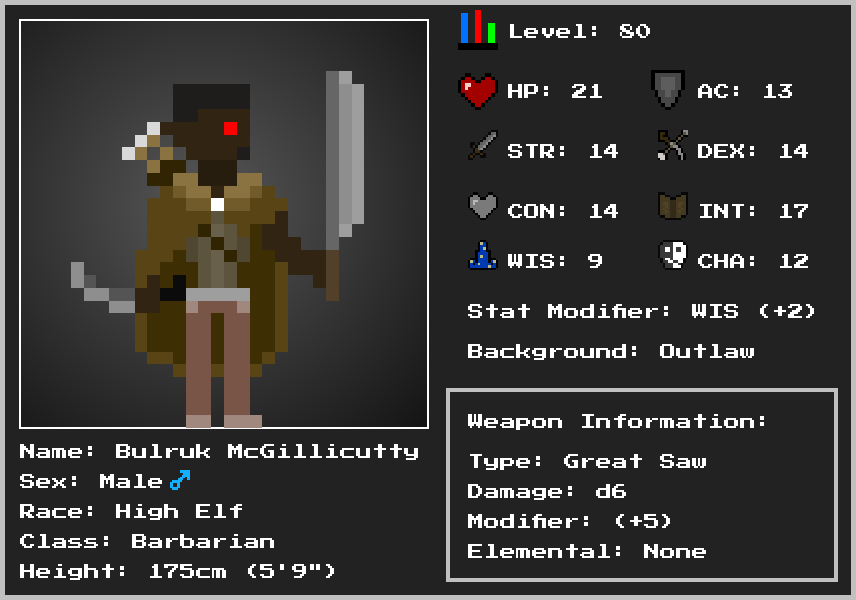 Level: 80
HP: 21
AC: 13
STR: 14
DEX: 14
CON: 14
INT: 17
WIS: 9
CHA: 12
Stat Modifier: WIS (+2)
Background: Outlaw
Weapon Information:
Type: Great Saw
Damage: d6
Modifier: (+5)
Elemental: None
Name: Bulruk McGillicutty
Sex: Male♂
Race: High Elf
Class: Barbarian
Height: 175cm (5'9")